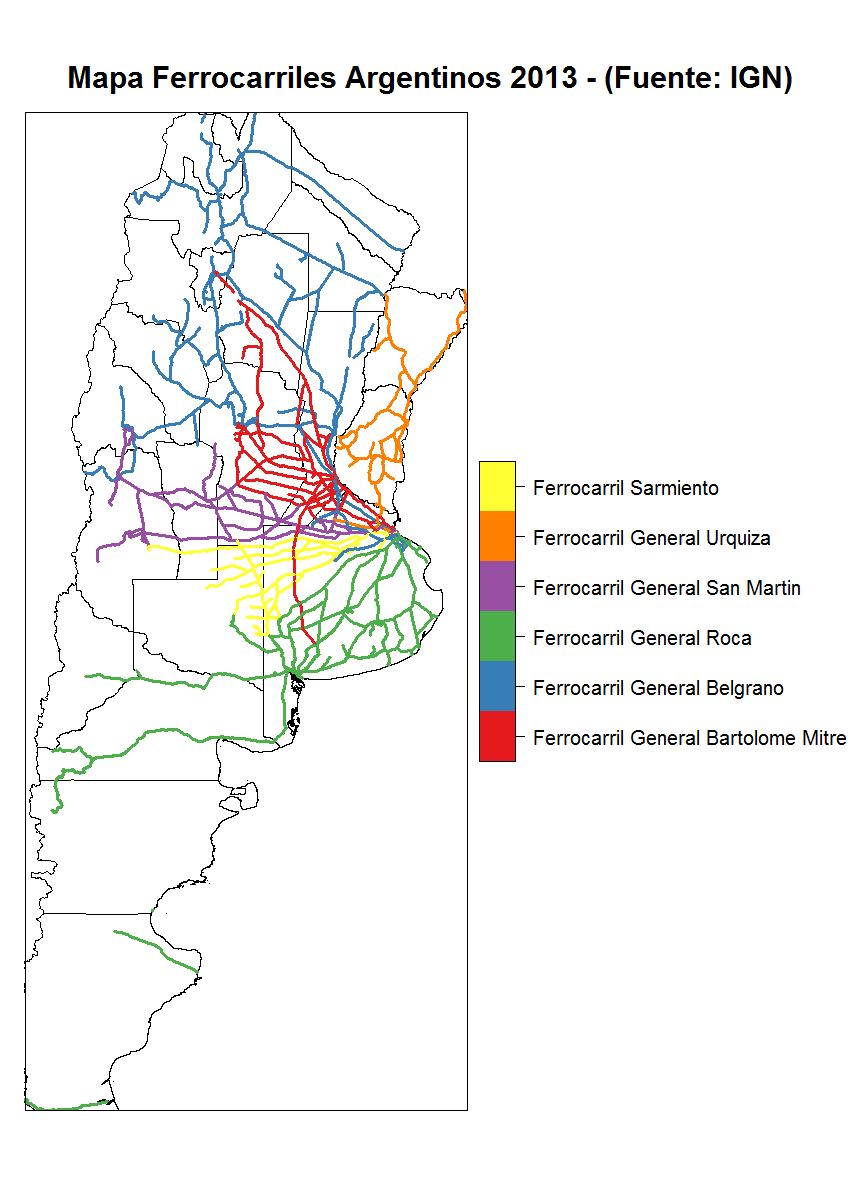 Mapa Ferrocarriles Argentinos 2013 - (Fuente: IGN)
Ferrocarril Sarmiento
Ferrocarril General Urquiza
Ferrocarril General San Martin
Ferrocarril General Roca
Ferrocarril General Belgrano
Ferrocarril General Bartolome Mitre